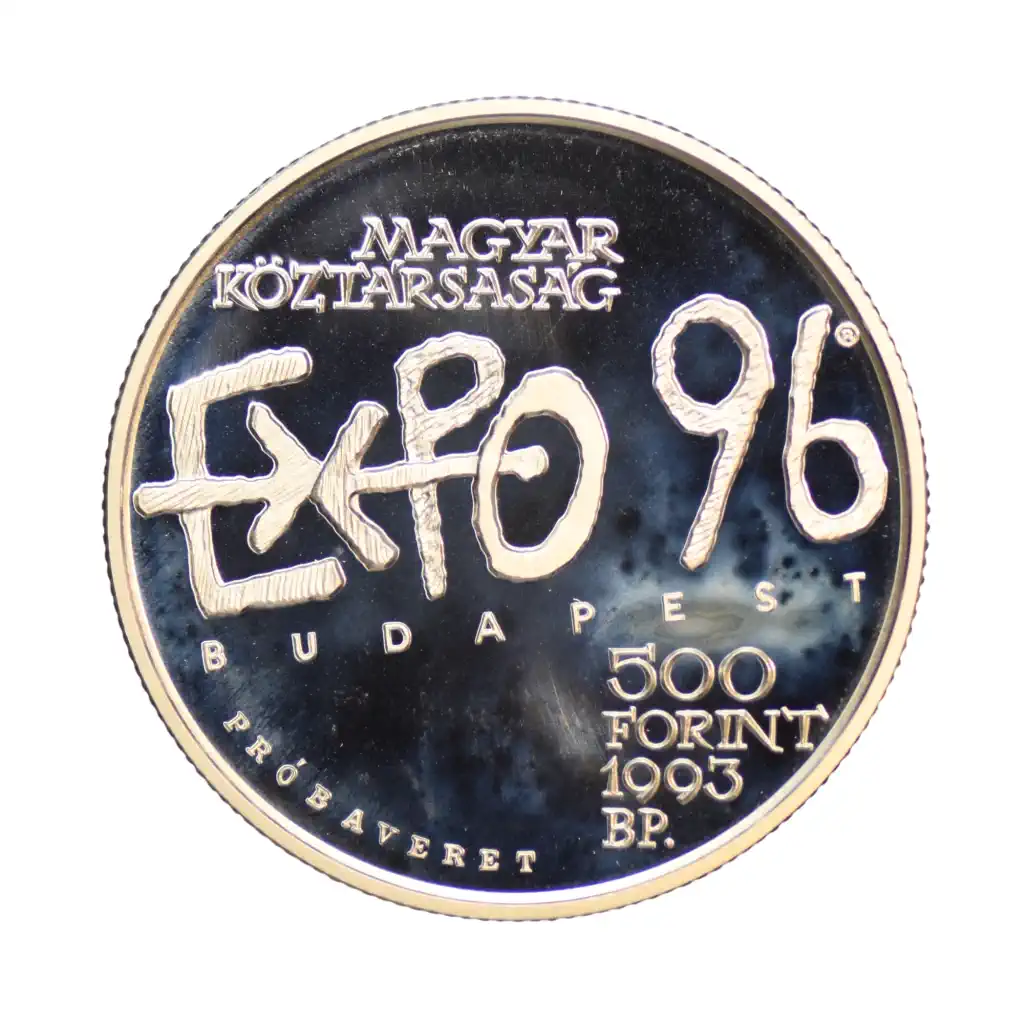 MAGYAR
KÖZTÁRSASÁG
EXPO 96®
BUDAPEST
500
FORINT
1993
BP.
PRÓBAVERET